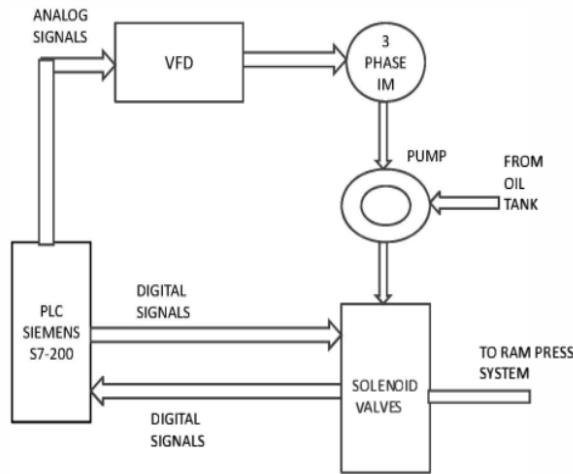 ANALOG
SIGNALS
VFD
3
PHASE
IM
PUMP
FROM
OIL
TANK
PLC
SIEMENS
S7-200
DIGITAL
SIGNALS
SOLENOID
VALVES
TO RAM PRESS
SYSTEM
DIGITAL
SIGNALS